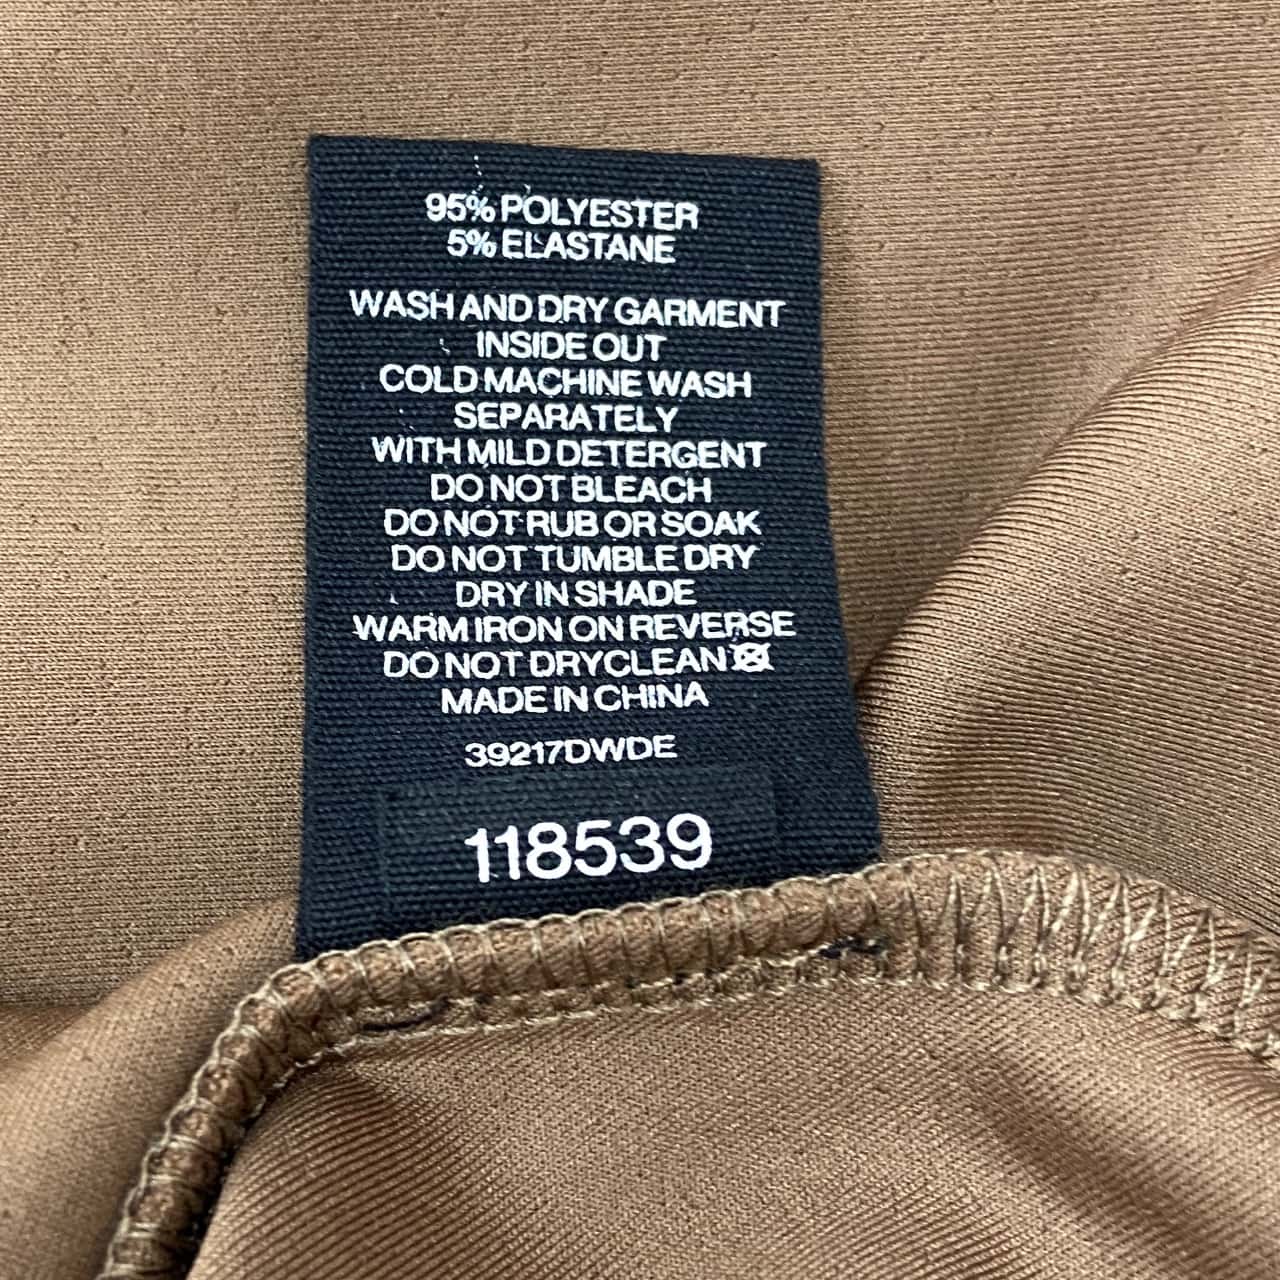 95% POLYESTER
5% ELASTANE
WASH AND DRY GARMENT
INSIDE OUT
COLD MACHINE WASH
SEPARATELY
WITH MILD DETERGENT
DO NOT BLEACH
DO NOT RUB OR SOAK
DO NOT TUMBLE DRY
DRY IN SHADE
WARM IRON ON REVERSE
DO NOT DRYCLEAN
MADE IN CHINA
39217DWDE
118539